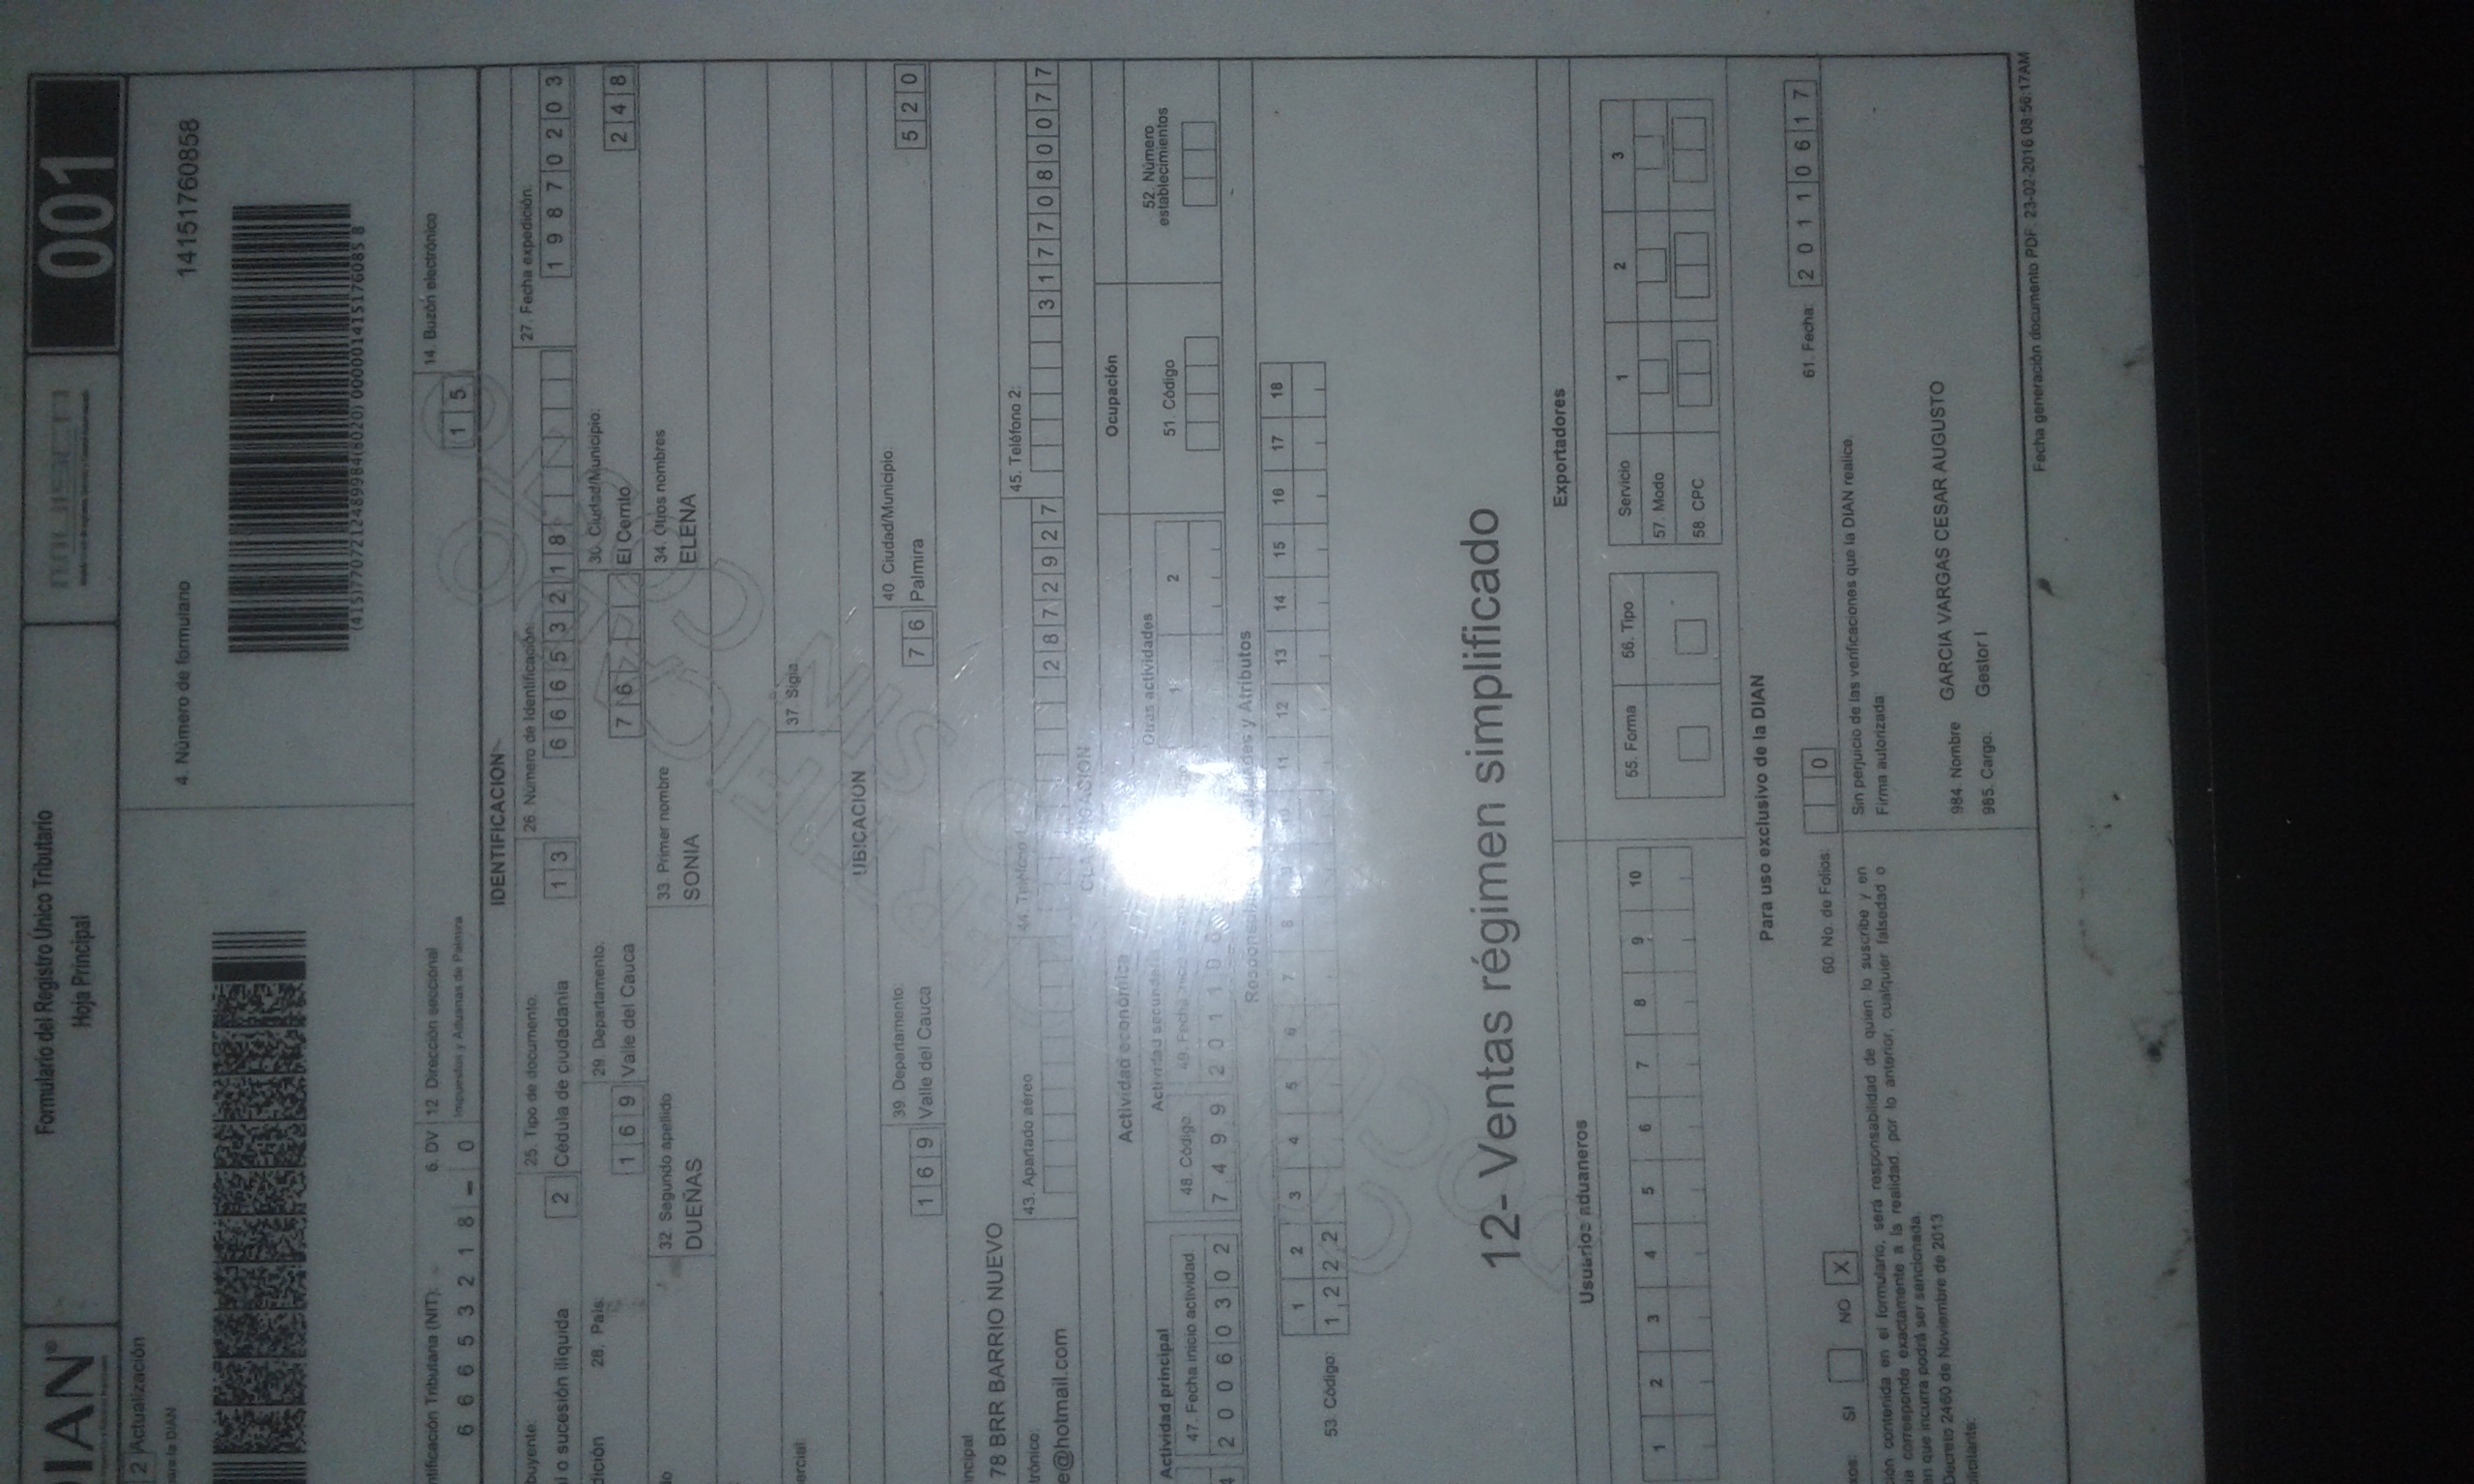 DIAN®
Formulario del Registro Único Tributario
Hoja Principal
001
2 Actualización
para la DIAN
4. Número de formulario 14151760858
(415)7707212489984(8020) 000001415176085 8
ntificación Tributaria (NIT): 6. DV 12. Dirección seccional 14. Buzón electrónico
6 6 6 5 3 2 1 8 - 0 Impuestos y Aduanas de Palmira 1 5
IDENTIFICACION
buyente: 25. Tipo de documento: 26. Número de Identificación: 27. Fecha expedición:
l o sucesión ilíquida 2 Cédula de ciudadanía 1 3 6 6 6 5 3 2 1 8 1 9 8 7 0 2 0 3
dición 28. País: 29. Departamento: 30. Ciudad/Municipio:
1 6 9 Valle del Cauca 7 6 El Cerrito 2 4 8
do 32. Segundo apellido 33. Primer nombre 34. Otros nombres
DUEÑAS SONIA ELENA
ercial: 37. Sigla:
UBICACION
39. Departamento: 40. Ciudad/Municipio:
1 6 9 Valle del Cauca 7 6 Palmira 5 2 0
incipal
78 BRR BARRIO NUEVO
trónico: 43. Apartado aéreo 44. Teléfono 1: 45. Teléfono 2:
e@hotmail.com 2 8 7 2 9 2 7 3 1 7 7 0 8 0 0 7 7
CLASIFICACION
Actividad económica Ocupación
Actividad principal Actividad secundaria Otras actividades 52. Número
establecimientos
47. Fecha inicio actividad: 48. Código: 49. Fecha inicio 1 2 51. Código
4 2 0 0 6 0 3 0 2 7 4 9 9 2 0 1 1 0
Responsabilidades, Calidades y Atributos
1 2 3 4 5 6 7 8 9 10 11 12 13 14 15 16 17 18
53. Código: 1 2 2 2
12- Ventas régimen simplificado
Usuarios aduaneros Exportadores
1 2 3 4 5 6 7 8 9 10 55. Forma 56. Tipo Servicio 1 2 3
57. Modo
58. CPC
Para uso exclusivo de la DIAN
xos: SI NO X 60. No. de Folios: 0 61. Fecha: 2 0 1 1 0 6 1 7
ción contenida en el formulario, será responsabilidad de quien lo suscribe y en
ia corresponde exactamente a la realidad, por lo anterior, cualquier falsedad o
en que incurra podrá ser sancionada.
Decreto 2460 de Noviembre de 2013
olicitante:
Sin perjuicio de las verificaciones que la DIAN realice.
Firma autorizada:
984. Nombre GARCIA VARGAS CESAR AUGUSTO
985. Cargo: Gestor I
Fecha generación documento PDF: 23-02-2016 08:56:17AM
CERTIFICADO
DOCUMENTO SIN COSTO